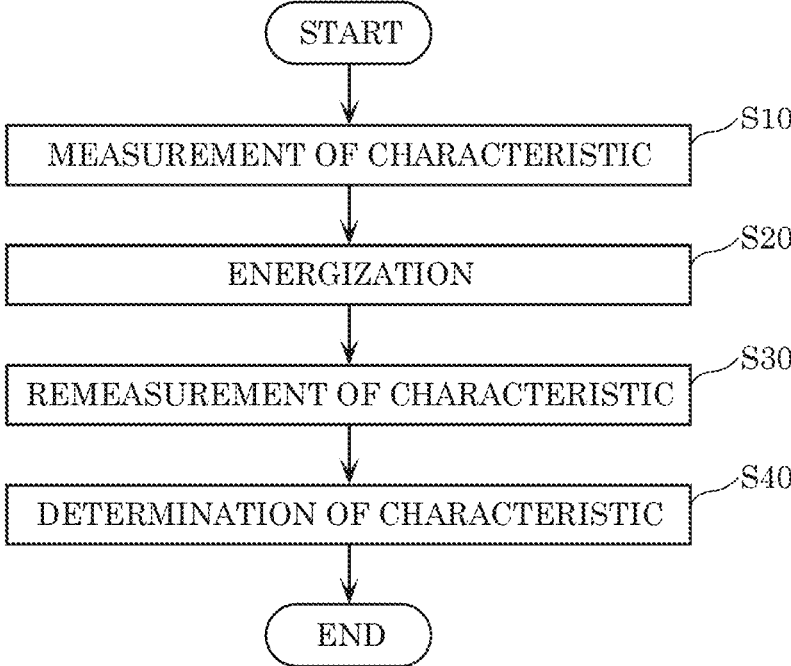 START
S10
MEASUREMENT OF CHARACTERISTIC
S20
ENERGIZATION
S30
REMEASUREMENT OF CHARACTERISTIC
S40
DETERMINATION OF CHARACTERISTIC
END